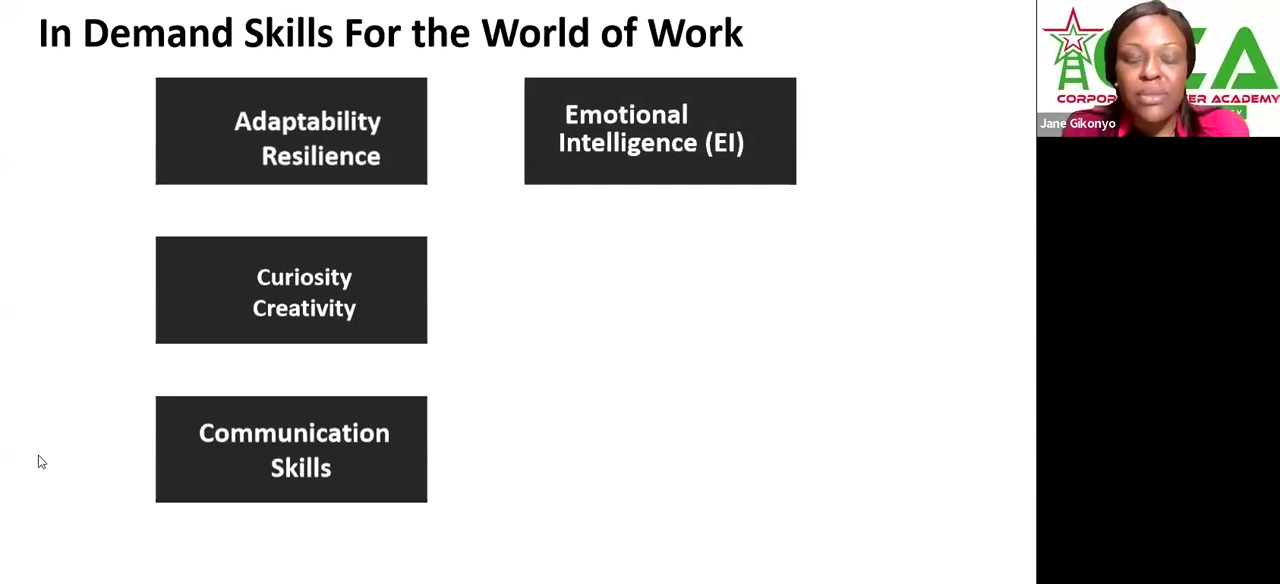 In Demand Skills For the World of Work
Adaptability
Resilience
Emotional
Intelligence (EI)
Curiosity
Creativity
Communication
Skills
CORPOR
ER ACADEMY
Jane Gikonyo